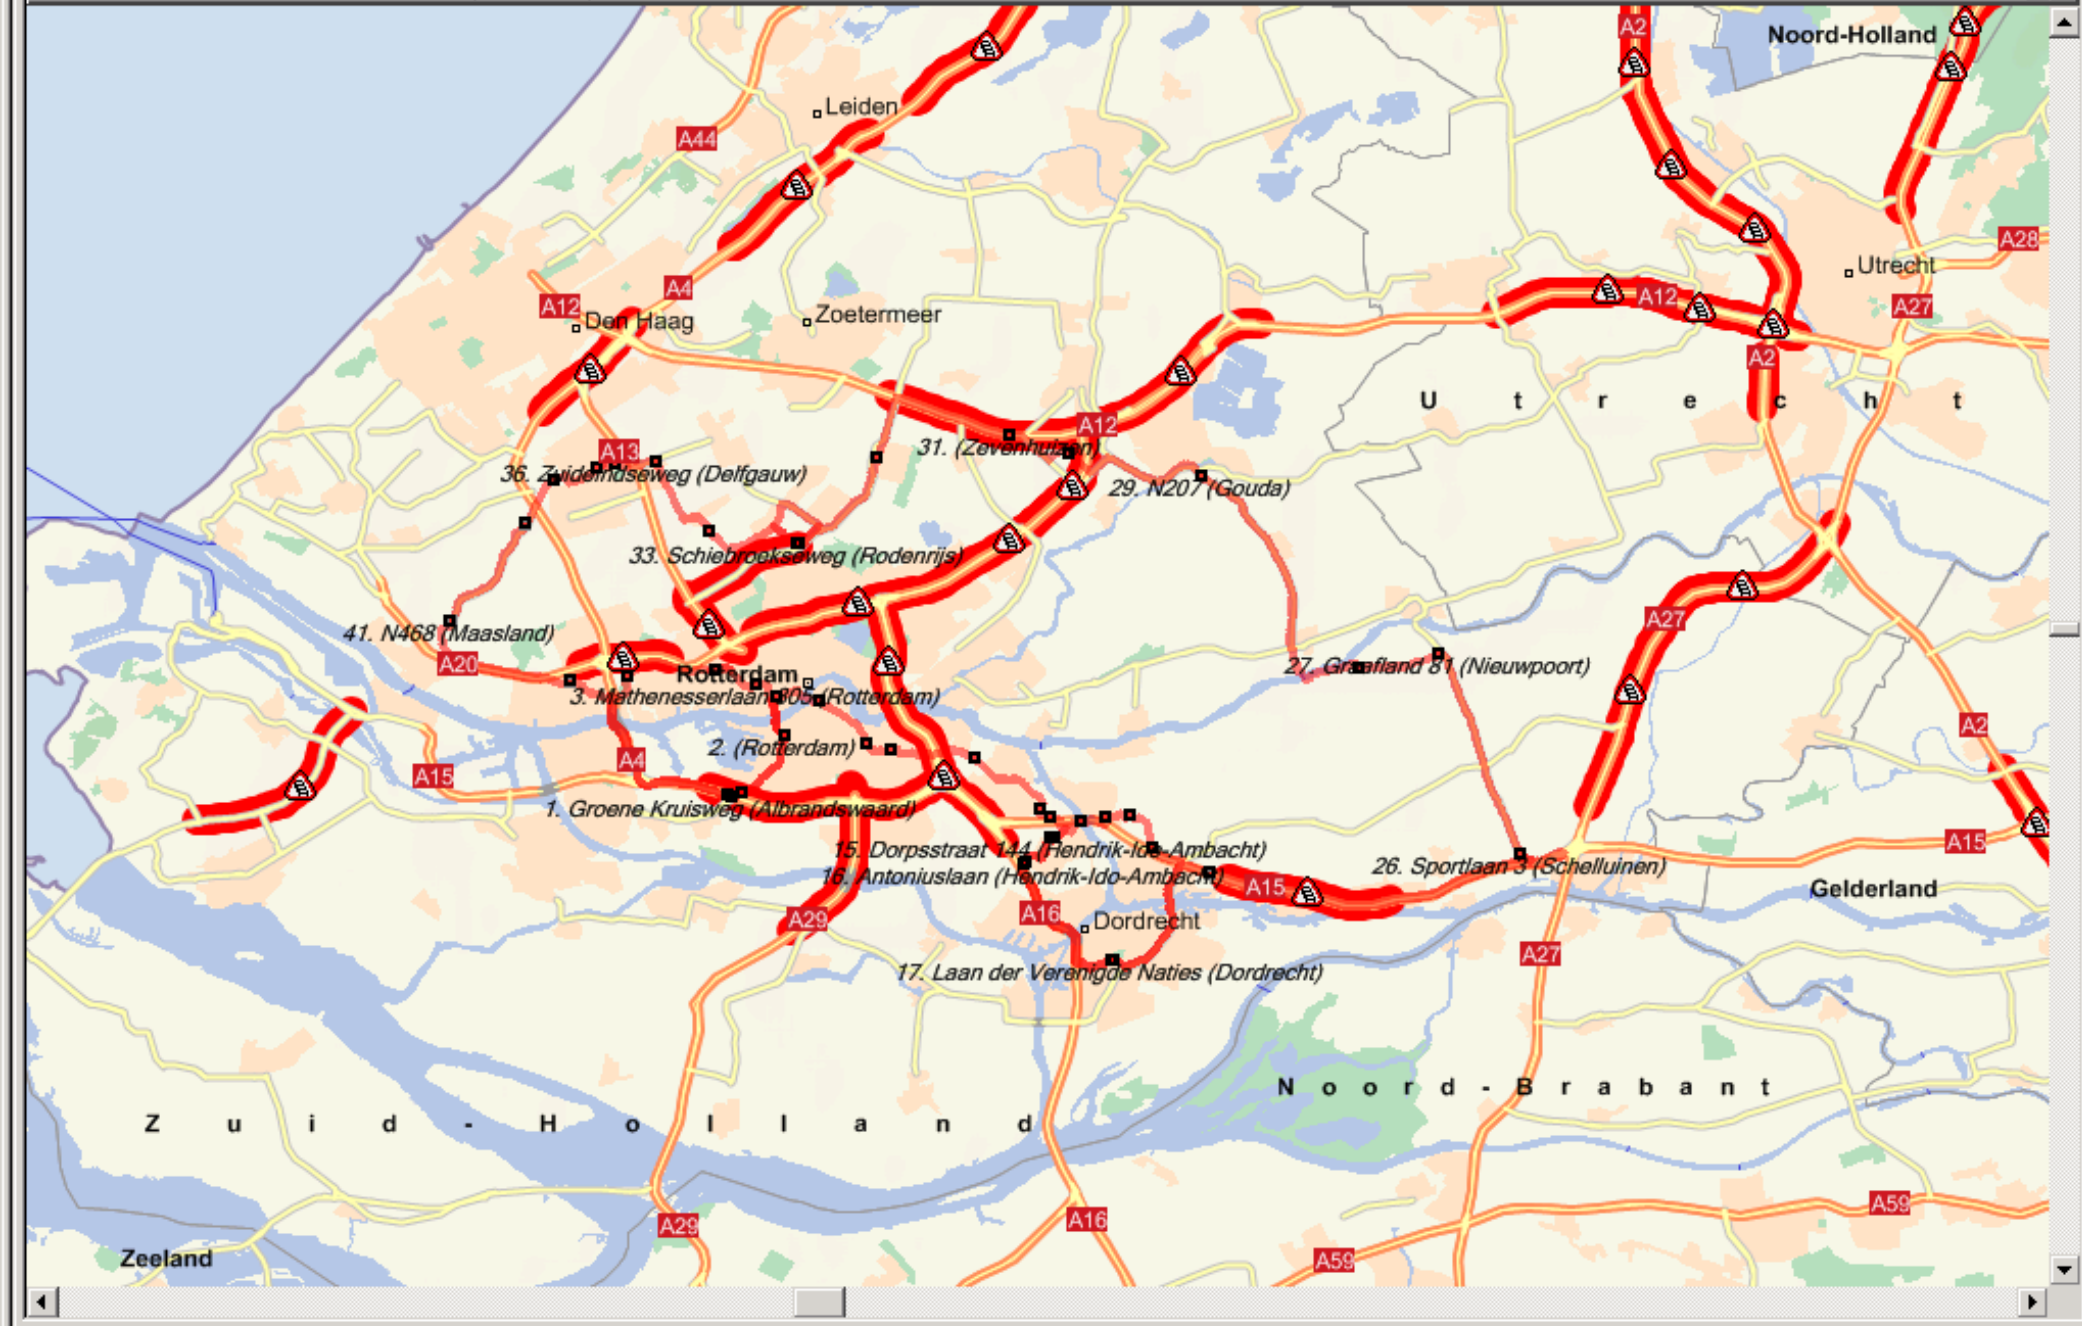 A2
Noord-Holland
Leiden
A44
A28
Utrecht
A4
A12
A12
A27
Den Haag
Zoetermeer
A2
U t r e c h t
A12
A13
31. (Zevenhuizen)
36. Zuideindseweg (Delfgauw)
29. N207 (Gouda)
33. Schiebroekseweg (Rodenrijs)
A27
41. N468 (Maasland)
A20
Rotterdam
27. Graafland 81 (Nieuwpoort)
3. Mathenesserlaan 305 (Rotterdam)
A2
2. (Rotterdam)
A4
A15
1. Groene Kruisweg (Albrandswaard)
A15
15. Dorpsstraat 144 (Hendrik-Ido-Ambacht)
26. Sportlaan 3 (Schelluinen)
16. Antoniuslaan (Hendrik-Ido-Ambacht)
A15
Gelderland
A29
A16
Dordrecht
A27
17. Laan der Verenigde Naties (Dordrecht)
N o o r d - B r a b a n t
Z u i d - H o l l a n d
A59
A29
A16
Zeeland
A59